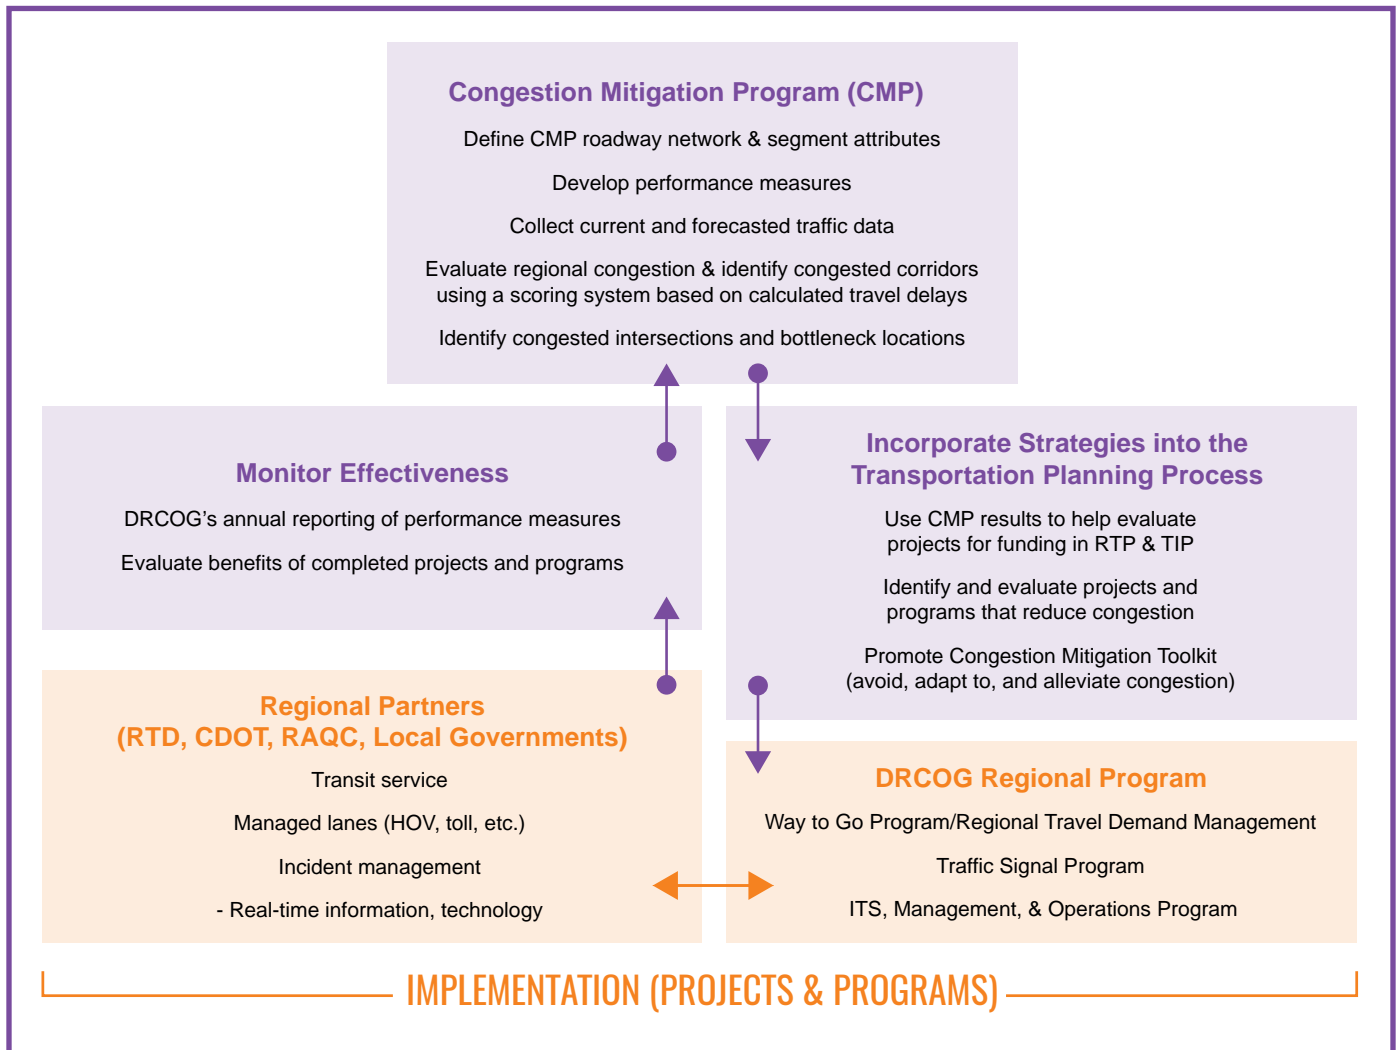 Congestion Mitigation Program (CMP)
Define CMP roadway network & segment attributes
Develop performance measures
Collect current and forecasted traffic data
Evaluate regional congestion & identify congested corridors
using a scoring system based on calculated travel delays
Identify congested intersections and bottleneck locations
Monitor Effectiveness
DRCOG’s annual reporting of performance measures
Evaluate benefits of completed projects and programs
Incorporate Strategies into the
Transportation Planning Process
Use CMP results to help evaluate
projects for funding in RTP & TIP
Identify and evaluate projects and
programs that reduce congestion
Promote Congestion Mitigation Toolkit
(avoid, adapt to, and alleviate congestion)
Regional Partners
(RTD, CDOT, RAQC, Local Governments)
Transit service
Managed lanes (HOV, toll, etc.)
Incident management
- Real-time information, technology
DRCOG Regional Program
Way to Go Program/Regional Travel Demand Management
Traffic Signal Program
ITS, Management, & Operations Program
IMPLEMENTATION (PROJECTS & PROGRAMS)